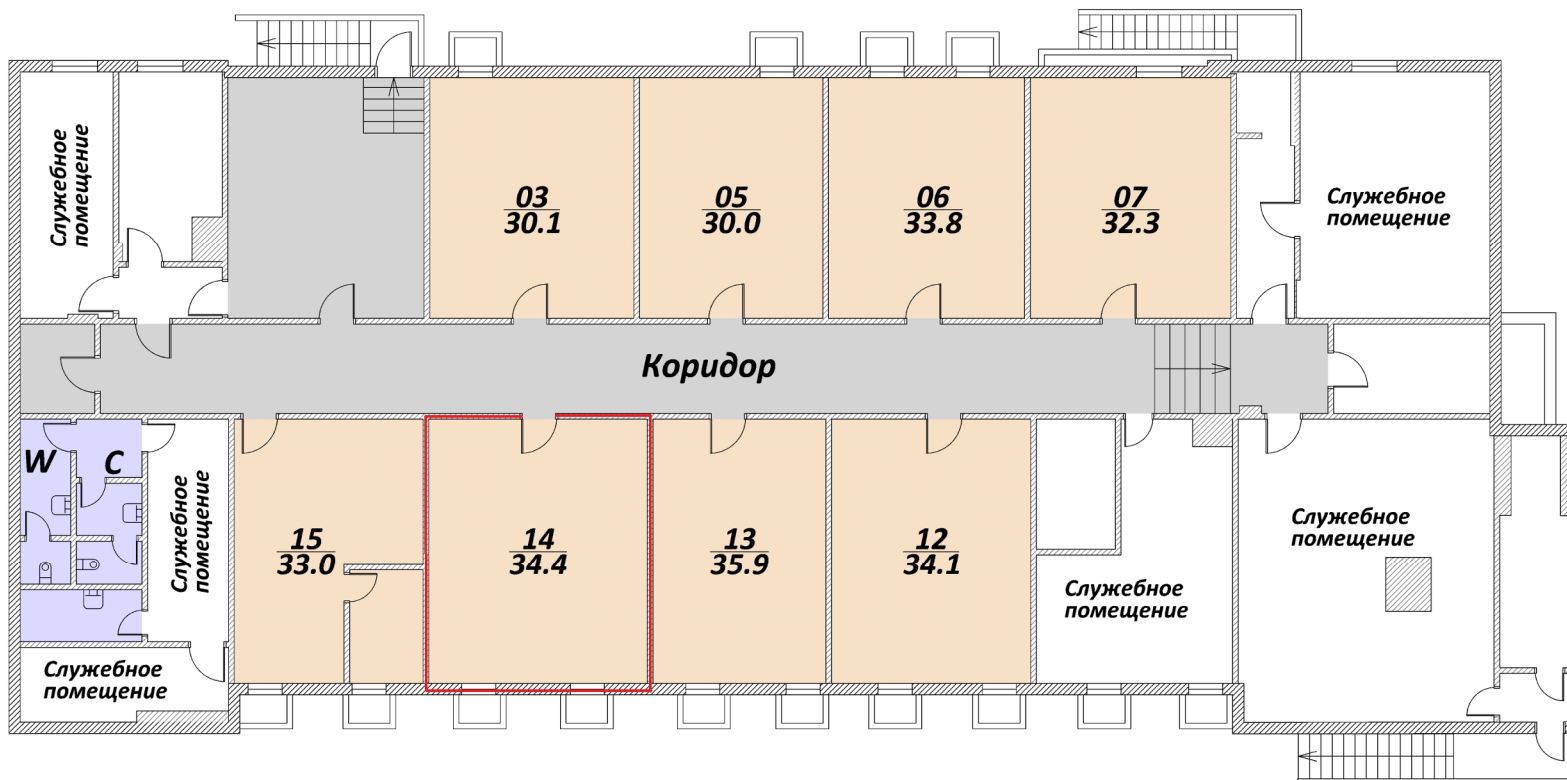 Служебное
помещение
03
30.1
05
30.0
06
33.8
07
32.3
Служебное
помещение
Коридор
W
C
Служебное
помещение
15
33.0
14
34.4
13
35.9
12
34.1
Служебное
помещение
Служебное
помещение
Служебное
помещение